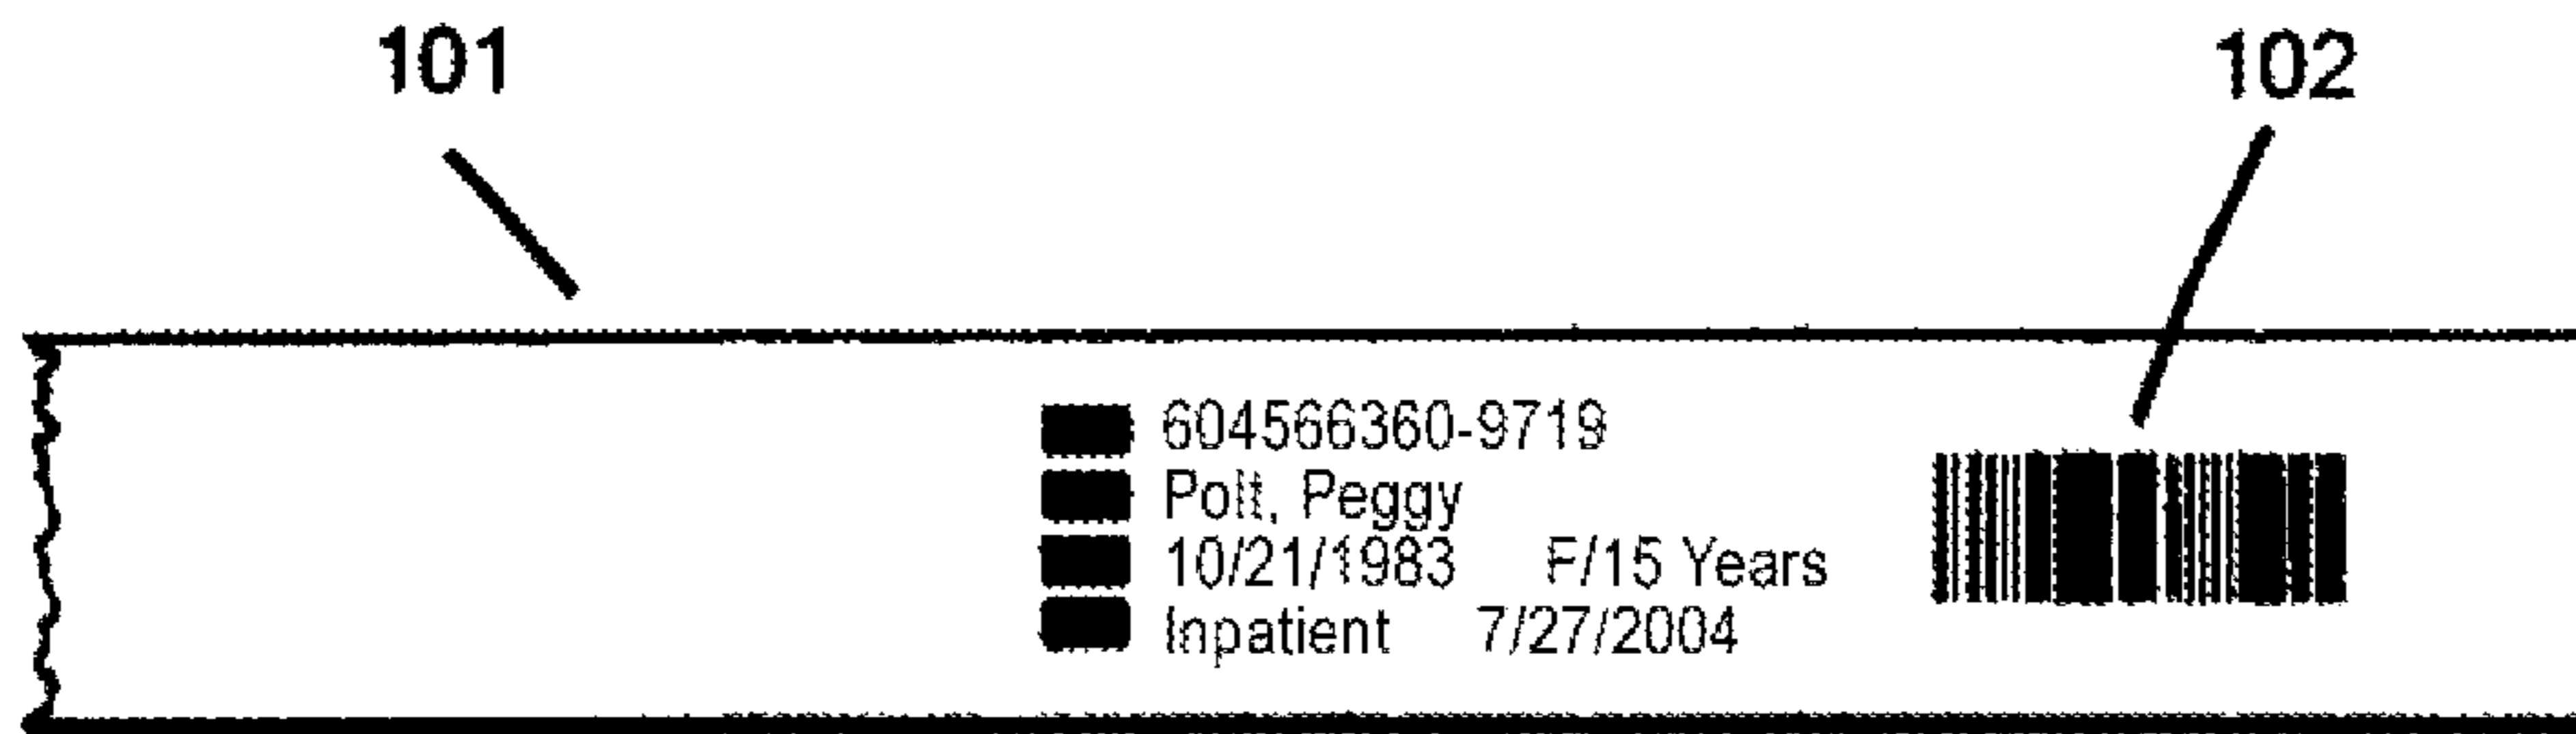 101
102
604566360-9719
Polt, Peggy
10/21/1983 F/15 Years
Inpatient 7/27/2004